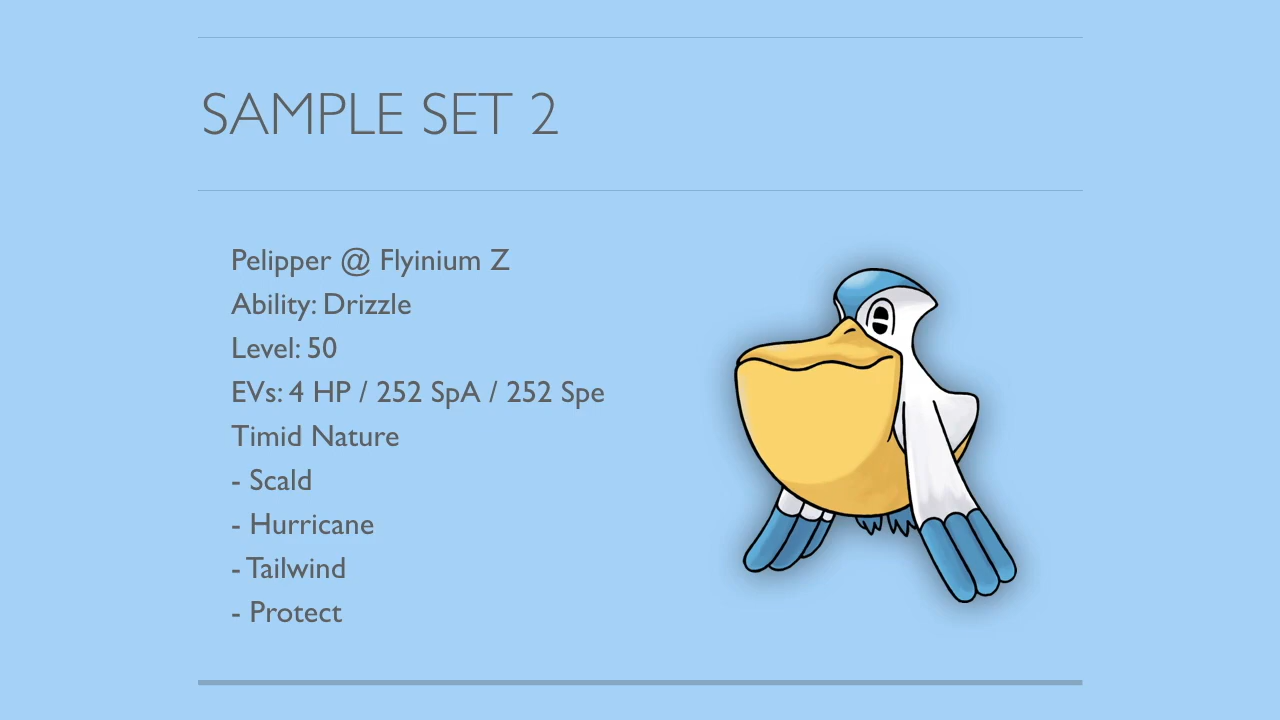 SAMPLE SET 2
Pelipper @ Flyinium Z
Ability: Drizzle
Level: 50
EVs: 4 HP / 252 SpA / 252 Spe
Timid Nature
- Scald
- Hurricane
- Tailwind
- Protect